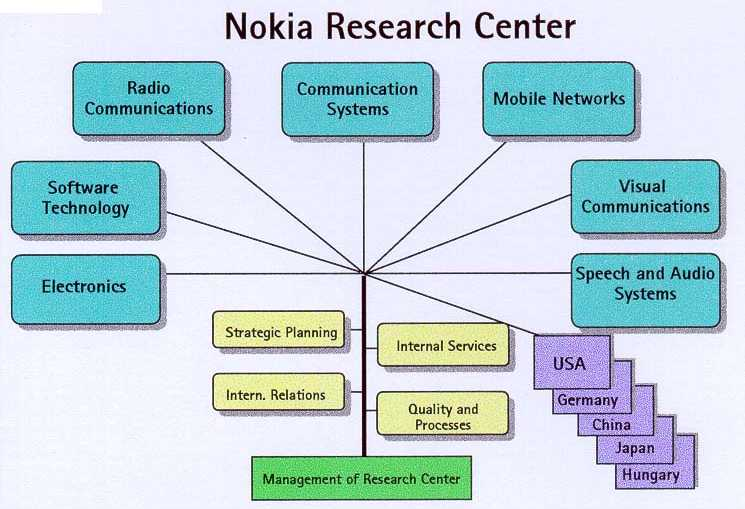 Nokia Research Center
Radio
Communications
Communication
Systems
Mobile Networks
Software
Technology
Visual
Communications
Electronics
Speech and Audio
Systems
Strategic Planning
Internal Services
Intern. Relations
Quality and
Processes
USA
Germany
China
Japan
Hungary
Management of Research Center